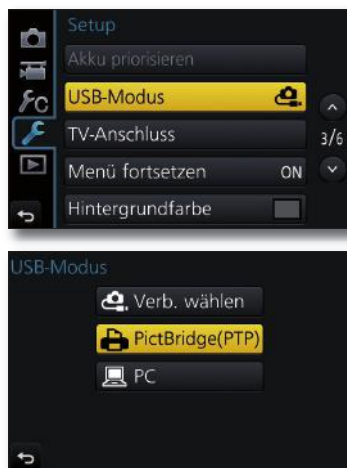 Setup
Akku priorisieren
USB-Modus
TV-Anschluss
3/6
Menü fortsetzen ON
Hintergrundfarbe
USB-Modus
Verb. wählen
PictBridge(PTP)
PC